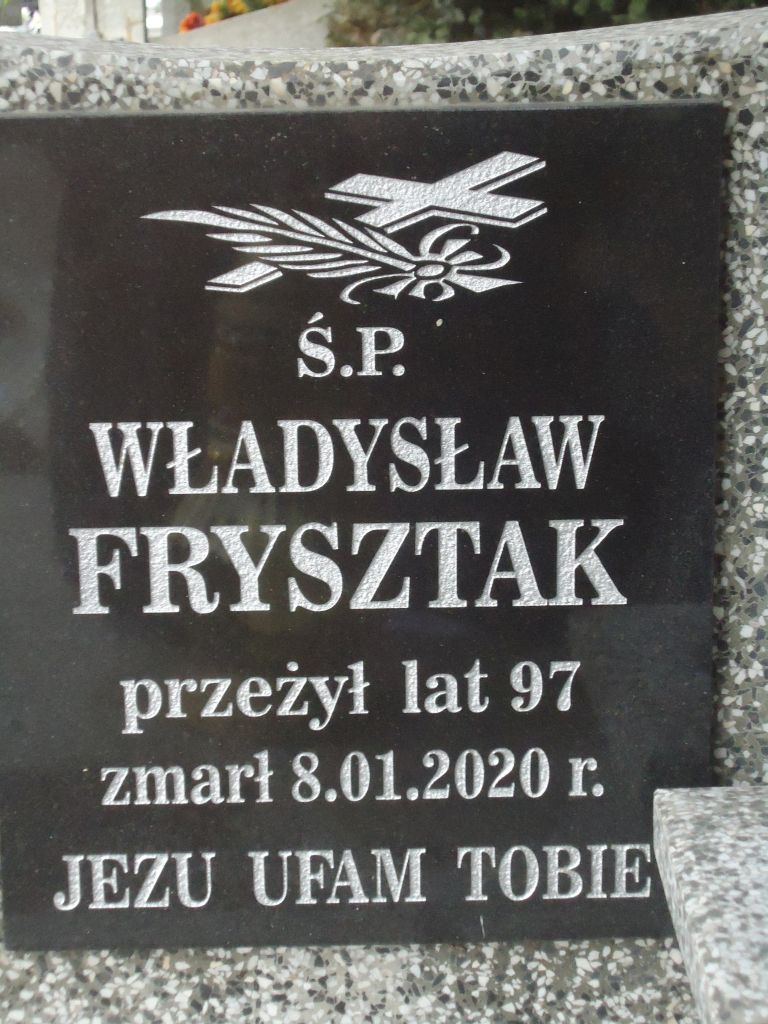 Ś.P.
WŁADYSŁAW
FRYSZTAK
przeżył lat 97
zmarł 8.01.2020 r.
JEZU UFAM TOBIE